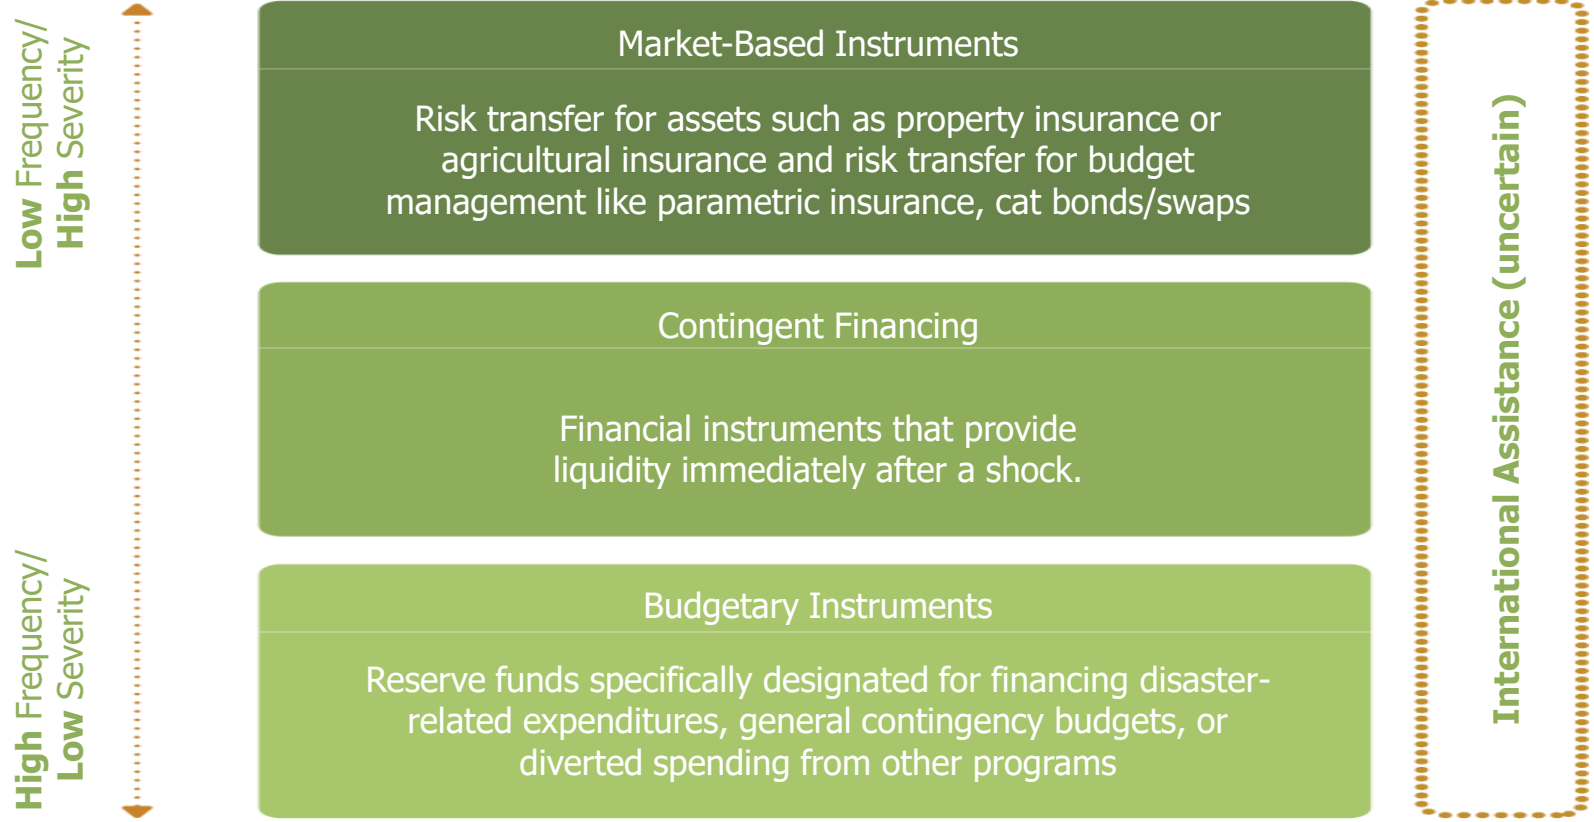 Low Frequency/
High Severity
Market-Based Instruments
Risk transfer for assets such as property insurance or
agricultural insurance and risk transfer for budget
management like parametric insurance, cat bonds/swaps
Contingent Financing
Financial instruments that provide
liquidity immediately after a shock.
High Frequency/
Low Severity
Budgetary Instruments
Reserve funds specifically designated for financing disaster-
related expenditures, general contingency budgets, or
diverted spending from other programs
International Assistance (uncertain)